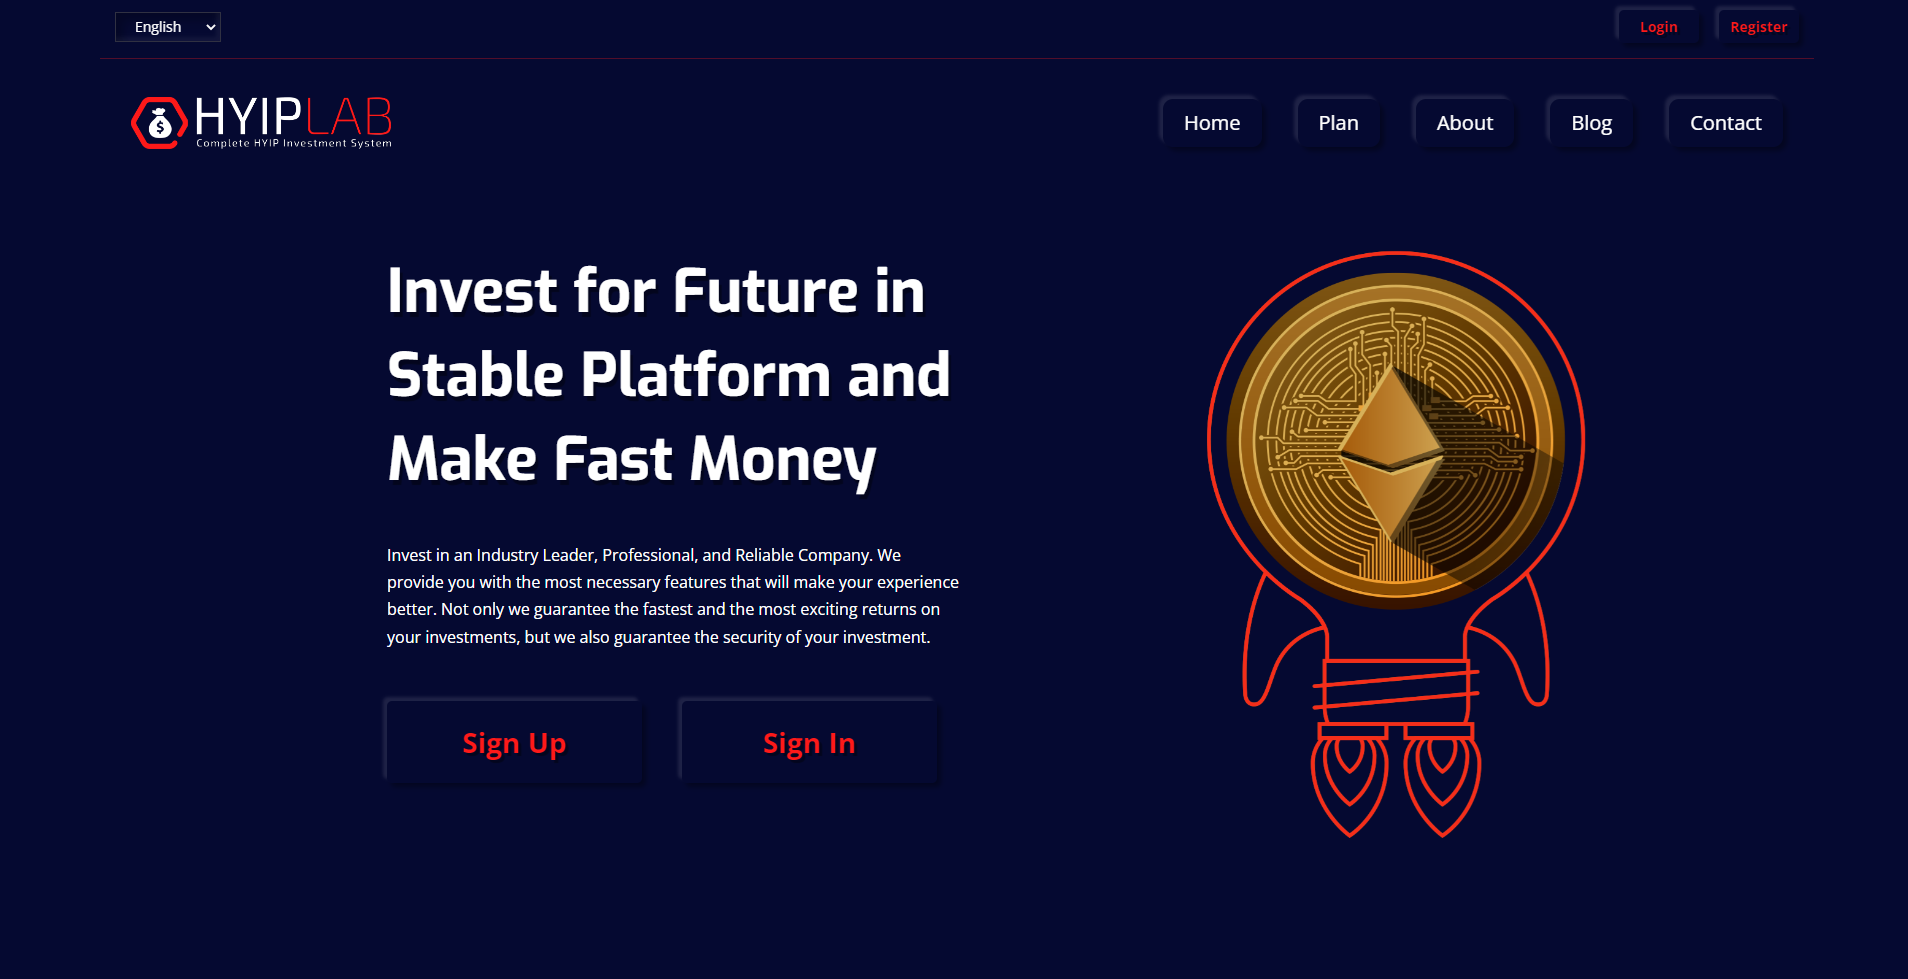 English
Login
Register
HYIPLAB
Complete HYIP Investment System
Home
Plan
About
Blog
Contact
Invest for Future in
Stable Platform and
Make Fast Money
Invest in an Industry Leader, Professional, and Reliable Company. We
provide you with the most necessary features that will make your experience
better. Not only we guarantee the fastest and the most exciting returns on
your investments, but we also guarantee the security of your investment.
Sign Up
Sign In